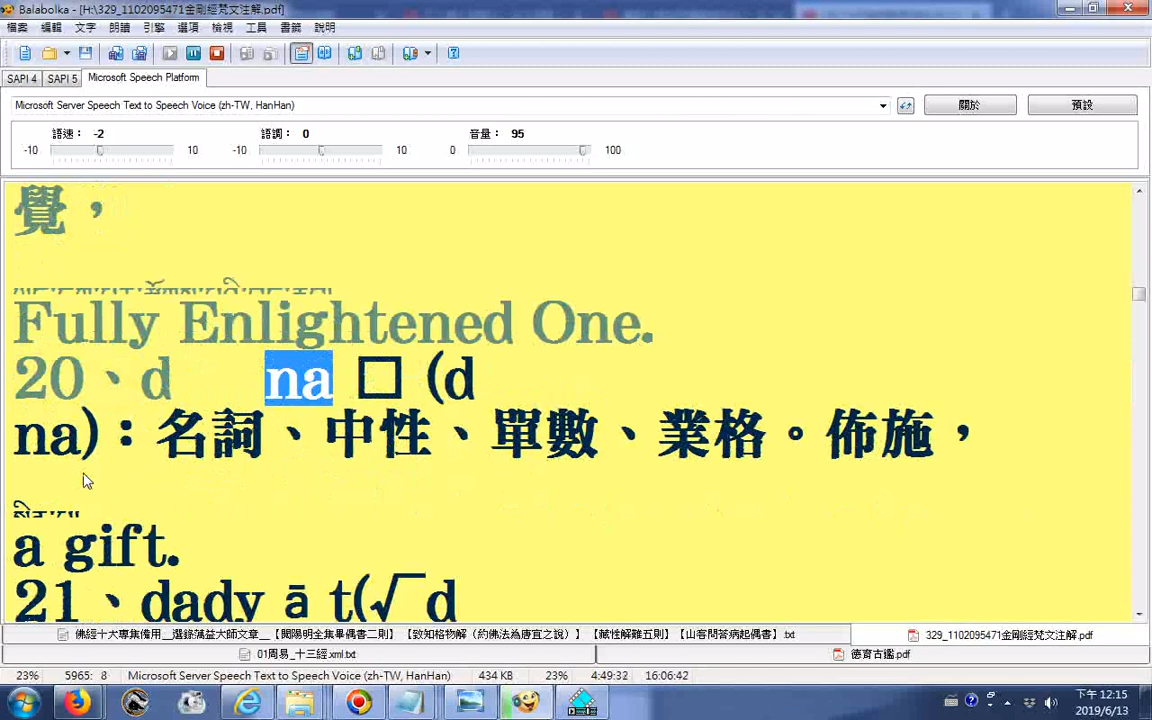 Balabolka - [H:\329_1102095471金剛經梵文注解.pdf]
檔案 編輯 文字 朗讀 引擎 選項 檢視 工具 書籤 說明
SAPI 4 SAPI 5 Microsoft Speech Platform
Microsoft Server Speech Text to Speech Voice (zh-TW, HanHan) 關於 預設
語速： -2 語調： 0 音量： 95
-10 10 -10 10 0 100
覺，
Fully Enlightened One.
20、d na □ (d
na)：名詞、中性、單數、業格。佈施，
a gift.
21、dady ā t(√d
佛經十大專集備用__選錄蕅益大師文章__【閱陽明全集畢偶書二則】【致知格物解（約佛法為唐宜之說）】【藏性解難五則】【山客問答病起偶書】.txt 329_1102095471金剛經梵文注解.pdf
01周易_十三經.xml.txt 德育古鑑.pdf
23% 5965: 8 Microsoft Server Speech Text to Speech Voice (zh-TW, HanHan) 434 KB 23% 4:49:32 16:06:42
下午 12:15
2019/6/13